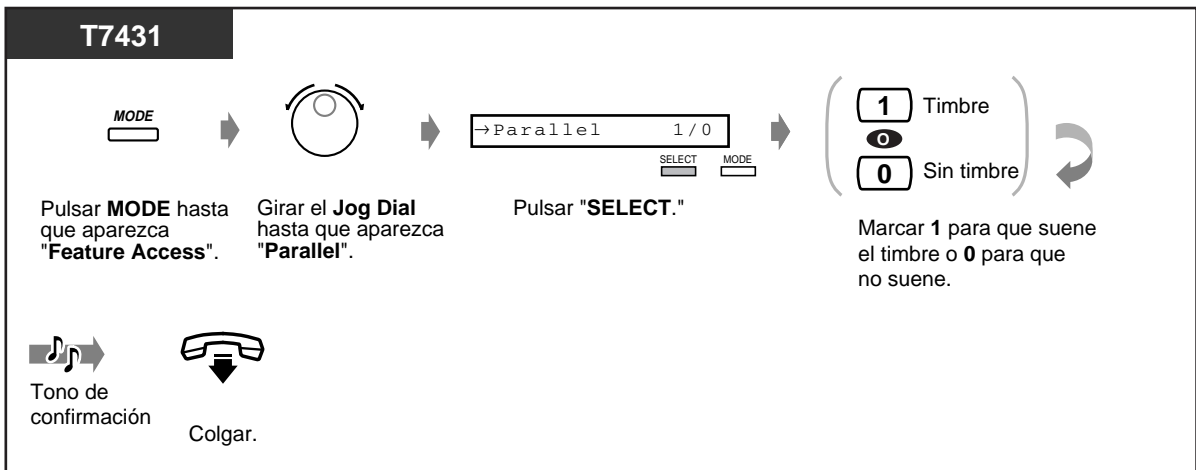 T7431
MODE
→Parallel 1/0
SELECT MODE
1 Timbre
O
0 Sin timbre
Pulsar MODE hasta
que aparezca
"Feature Access".
Girar el Jog Dial
hasta que aparezca
"Parallel".
Pulsar "SELECT."
Marcar 1 para que suene
el timbre o 0 para que
no suene.
Tono de
confirmación
Colgar.